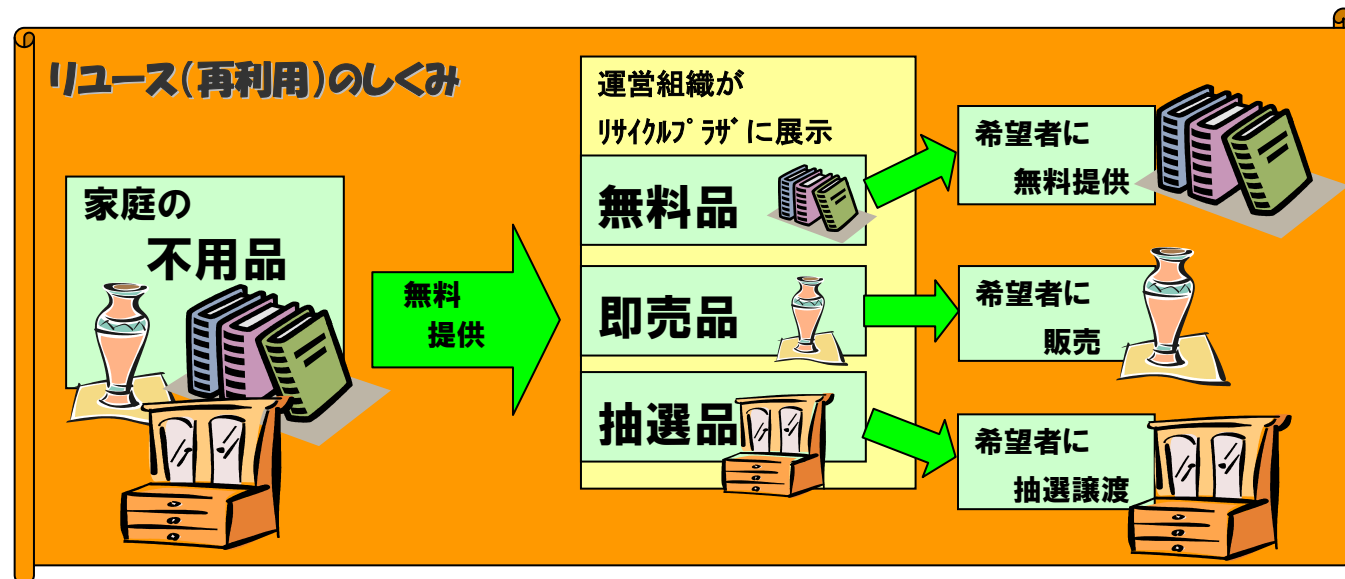 リユース(再利用)のしくみ
家庭の
不用品
無料
提供
運営組織が
ﾘｻｲｸﾙﾌﾟﾗｻﾞに展示
無料品
即売品
抽選品
希望者に
無料提供
希望者に
販売
希望者に
抽選譲渡